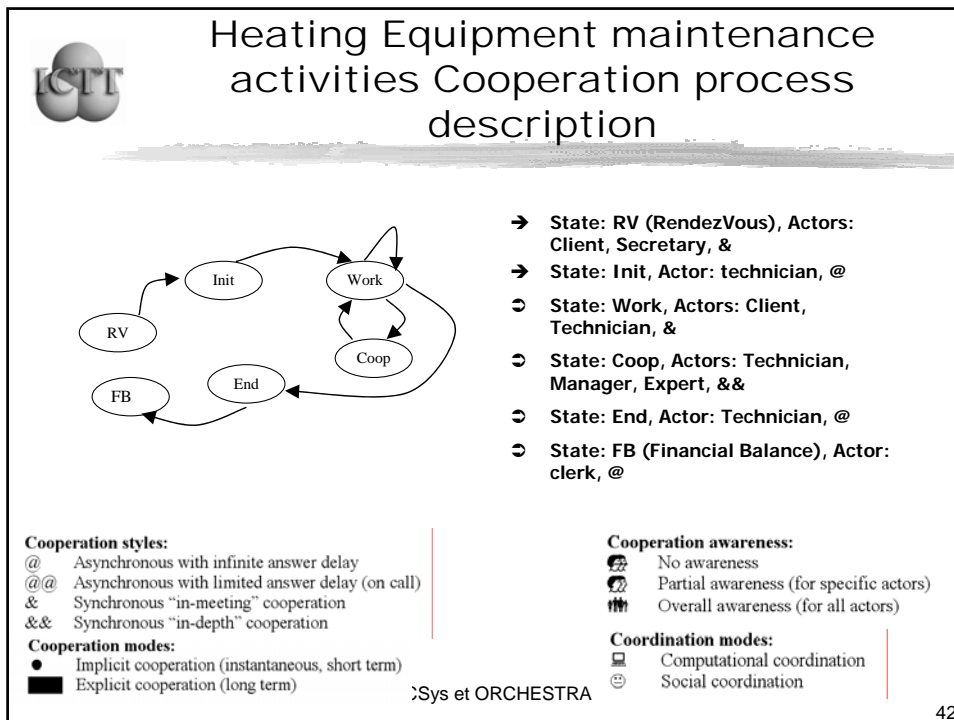 ICTT
Heating Equipment maintenance
activities Cooperation process
description
Init
Work
RV
Coop
End
FB
➔ State: RV (RendezVous), Actors:
Client, Secretary, &
➔ State: Init, Actor: technician, @
➲ State: Work, Actors: Client,
Technician, &
➲ State: Coop, Actors: Technician,
Manager, Expert, &&
➲ State: End, Actor: Technician, @
➲ State: FB (Financial Balance), Actor:
clerk, @
Cooperation styles:
@ Asynchronous with infinite answer delay
@@ Asynchronous with limited answer delay (on call)
& Synchronous “in-meeting” cooperation
&& Synchronous “in-depth” cooperation
Cooperation modes:
● Implicit cooperation (instantaneous, short term)
Explicit cooperation (long term)
Cooperation awareness:
No awareness
Partial awareness (for specific actors)
Overall awareness (for all actors)
Coordination modes:
Computational coordination
Social coordination
CSys et ORCHESTRA
42